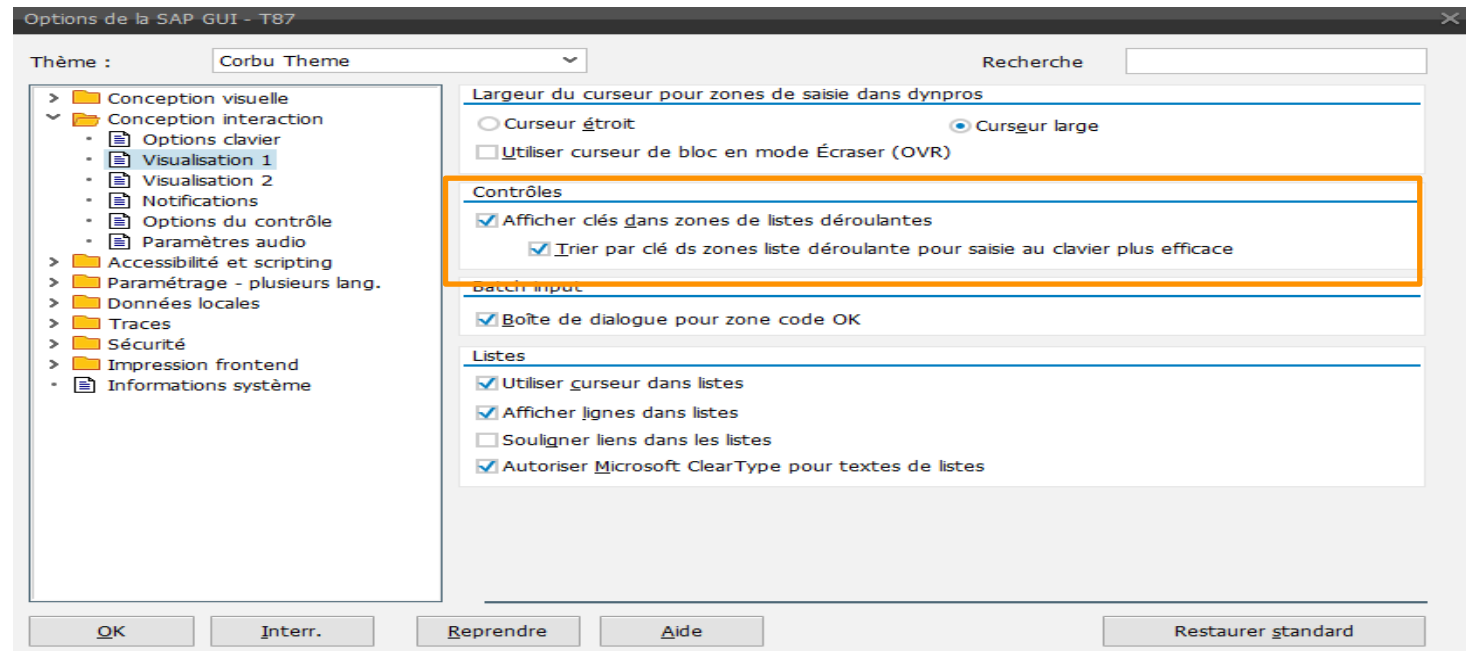 Options de la SAP GUI - T87
Thème : Corbu Theme Recherche
Conception visuelle
Conception interaction
Options clavier
Visualisation 1
Visualisation 2
Notifications
Options du contrôle
Paramètres audio
Accessibilité et scripting
Paramétrage - plusieurs lang.
Données locales
Traces
Sécurité
Impression frontend
Informations système
Largeur du curseur pour zones de saisie dans dynpros
Curseur étroit Curseur large
Utiliser curseur de bloc en mode Écraser (OVR)
Contrôles
Afficher clés dans zones de listes déroulantes
Trier par clé ds zones liste déroulante pour saisie au clavier plus efficace
Batch input
Boîte de dialogue pour zone code OK
Listes
Utiliser curseur dans listes
Afficher lignes dans listes
Souligner liens dans les listes
Autoriser Microsoft ClearType pour textes de listes
OK Interr. Reprendre Aide Restaurer standard